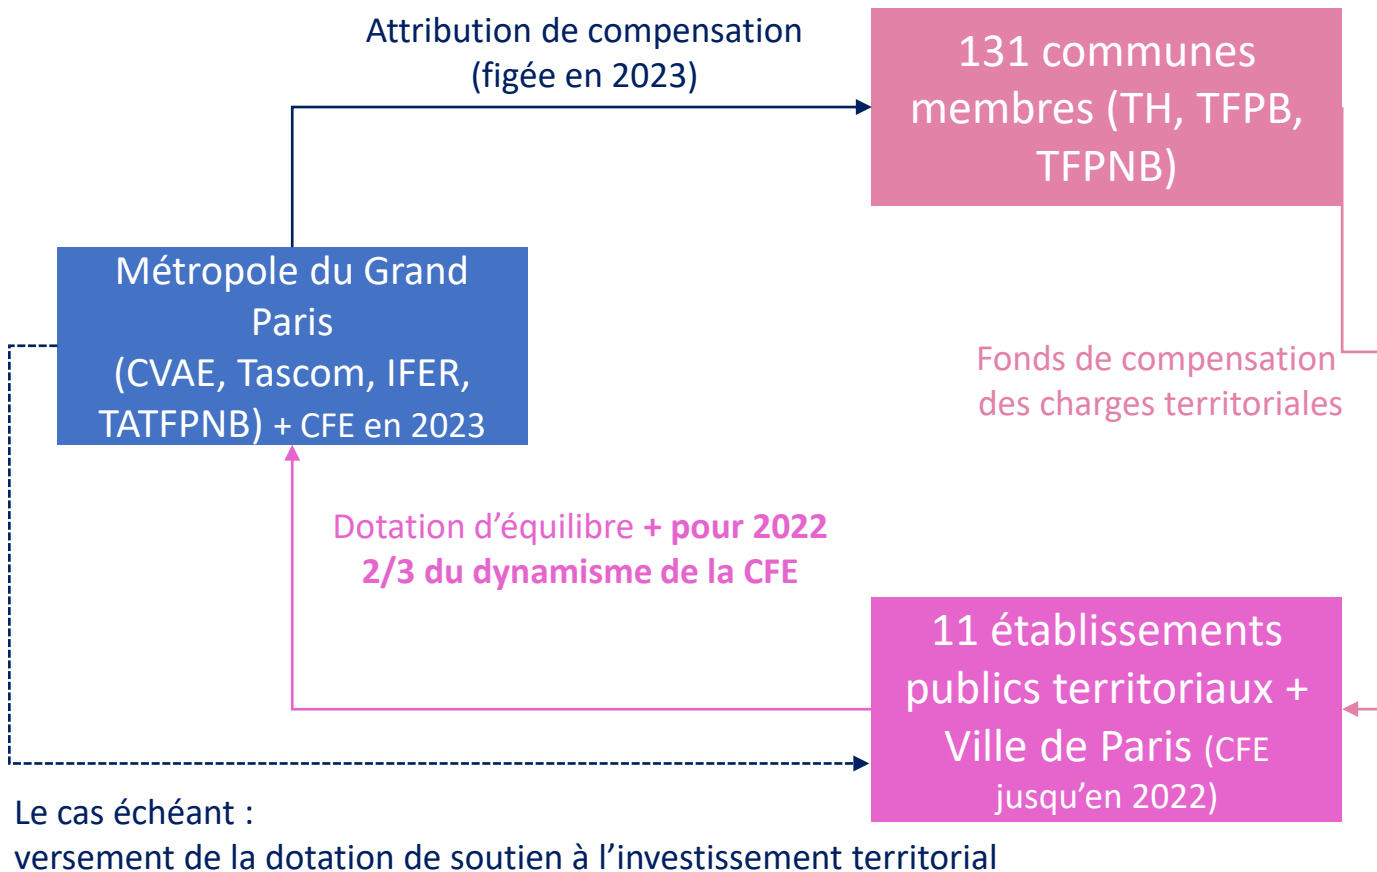 Attribution de compensation
(figée en 2023)
131 communes
membres (TH, TFPB,
TFPNB)
Métropole du Grand
Paris
(CVAE, Tascom, IFER,
TATFPNB) + CFE en 2023
Fonds de compensation
des charges territoriales
Dotation d’équilibre + pour 2022
2/3 du dynamisme de la CFE
11 établissements
publics territoriaux +
Ville de Paris (CFE
jusqu’en 2022)
Le cas échéant :
versement de la dotation de soutien à l’investissement territorial